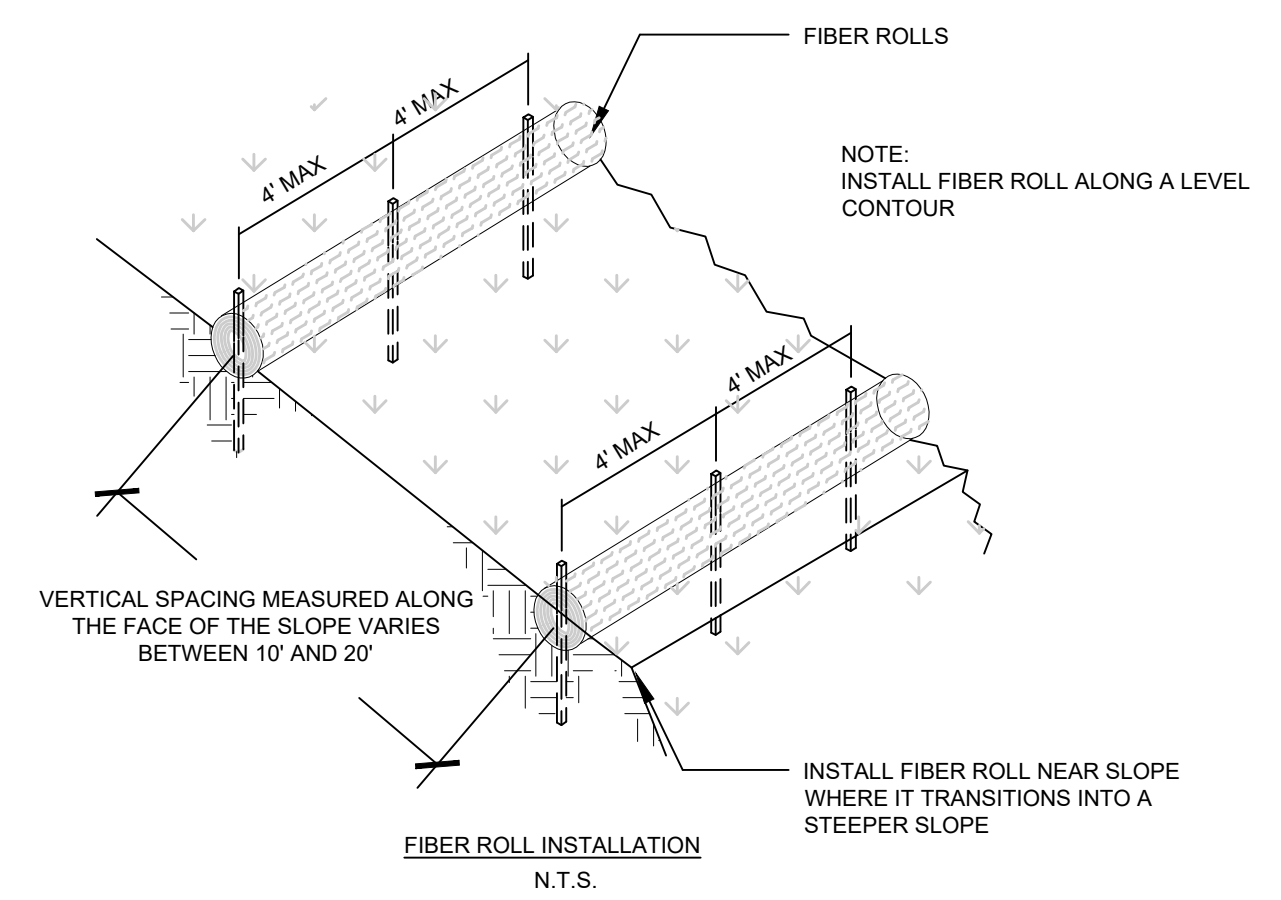 FIBER ROLLS
4' MAX
4' MAX
NOTE:
INSTALL FIBER ROLL ALONG A LEVEL
CONTOUR
4' MAX
4' MAX
VERTICAL SPACING MEASURED ALONG
THE FACE OF THE SLOPE VARIES
BETWEEN 10' AND 20'
INSTALL FIBER ROLL NEAR SLOPE
WHERE IT TRANSITIONS INTO A
STEEPER SLOPE
FIBER ROLL INSTALLATION
N.T.S.